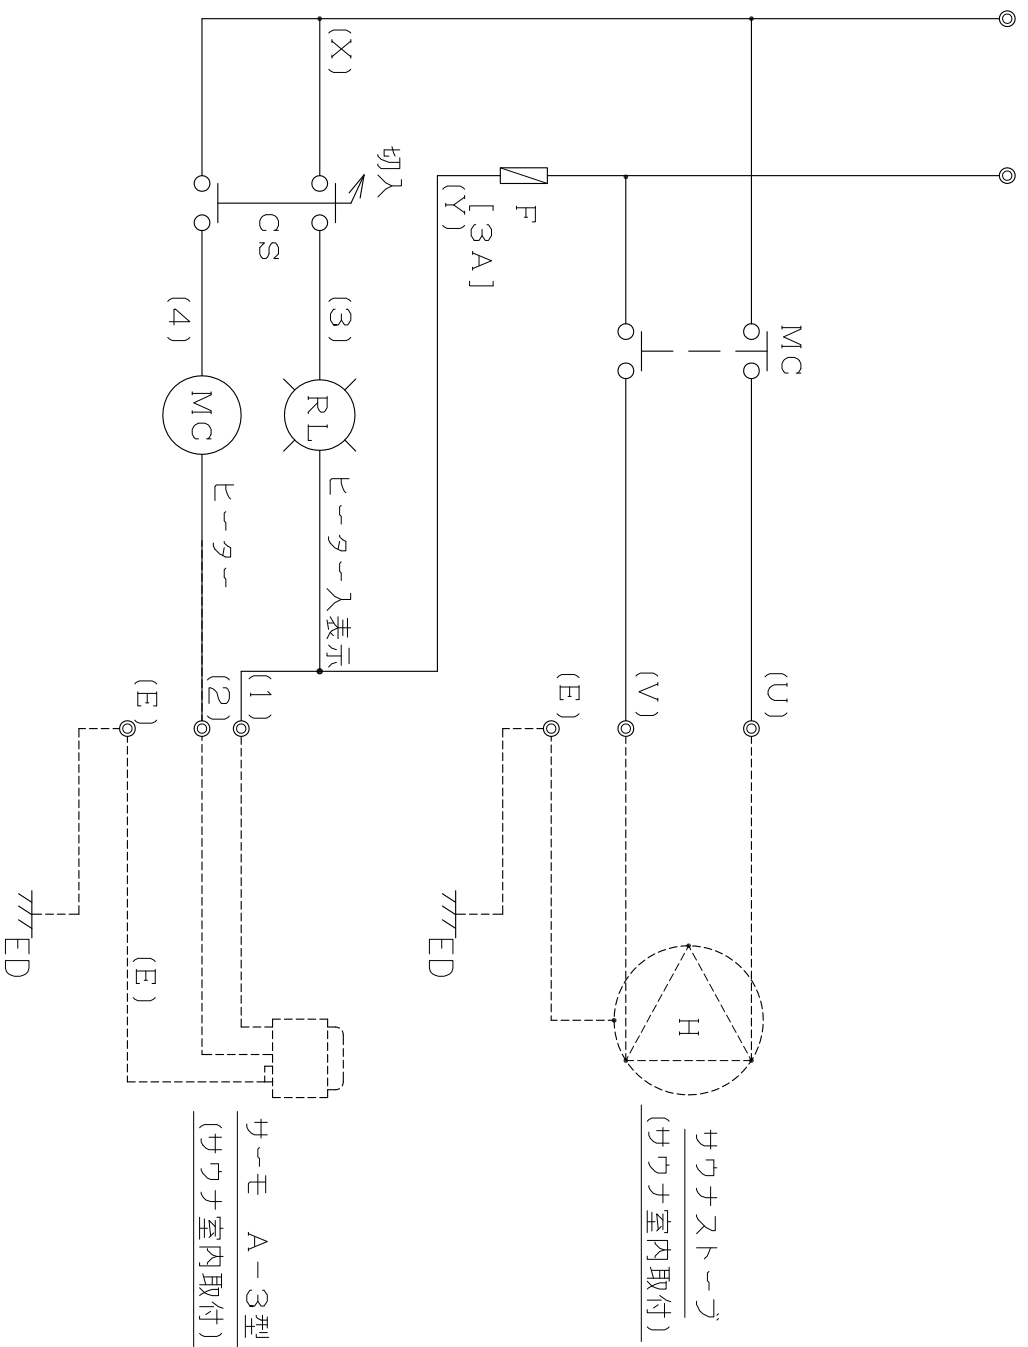 MC
(U)
サウナストーブ
H
(サウナ室内取付)
(V)
(E)
F
[3A]
(Y)
ED
切入
(X)
(3)
RL
ヒーター入表示
CS
(1)
サーモ A-3型
(サウナ室内取付)
(4)
MC
ヒーター
(2)
(E)
(E)
ED